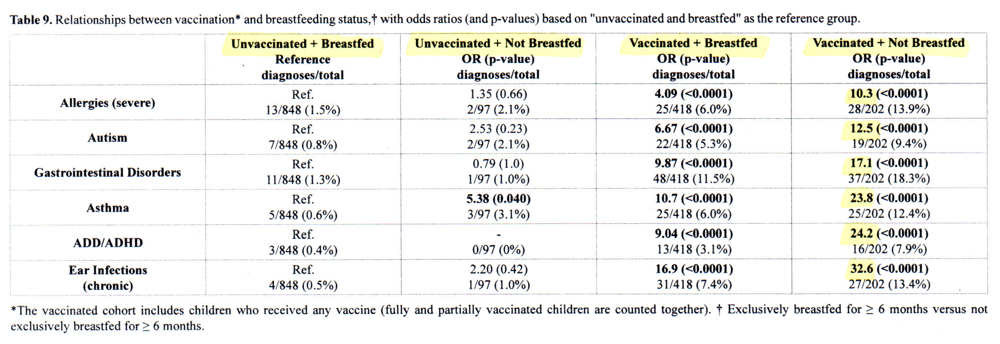 Table 9. Relationships between vaccination* and breastfeeding status,† with odds ratios (and p-values) based on "unvaccinated and breastfed" as the reference group.
Unvaccinated + Breastfed
Reference
diagnoses/total
Unvaccinated + Not Breastfed
OR (p-value)
diagnoses/total
Vaccinated + Breastfed
OR (p-value)
diagnoses/total
Vaccinated + Not Breastfed
OR (p-value)
diagnoses/total
Allergies (severe)
Ref.
13/848 (1.5%)
1.35 (0.66)
2/97 (2.1%)
4.09 (<0.0001)
25/418 (6.0%)
10.3 (<0.0001)
28/202 (13.9%)
Autism
Ref.
7/848 (0.8%)
2.53 (0.23)
2/97 (2.1%)
6.67 (<0.0001)
22/418 (5.3%)
12.5 (<0.0001)
19/202 (9.4%)
Gastrointestinal Disorders
Ref.
11/848 (1.3%)
0.79 (1.0)
1/97 (1.0%)
9.87 (<0.0001)
48/418 (11.5%)
17.1 (<0.0001)
37/202 (18.3%)
Asthma
Ref.
5/848 (0.6%)
5.38 (0.040)
3/97 (3.1%)
10.7 (<0.0001)
25/418 (6.0%)
23.8 (<0.0001)
25/202 (12.4%)
ADD/ADHD
Ref.
3/848 (0.4%)
-
0/97 (0%)
9.04 (<0.0001)
13/418 (3.1%)
24.2 (<0.0001)
16/202 (7.9%)
Ear Infections
(chronic)
Ref.
4/848 (0.5%)
2.20 (0.42)
1/97 (1.0%)
16.9 (<0.0001)
31/418 (7.4%)
32.6 (<0.0001)
27/202 (13.4%)
*The vaccinated cohort includes children who received any vaccine (fully and partially vaccinated children are counted together). † Exclusively breastfed for ≥ 6 months versus not
exclusively breastfed for ≥ 6 months.